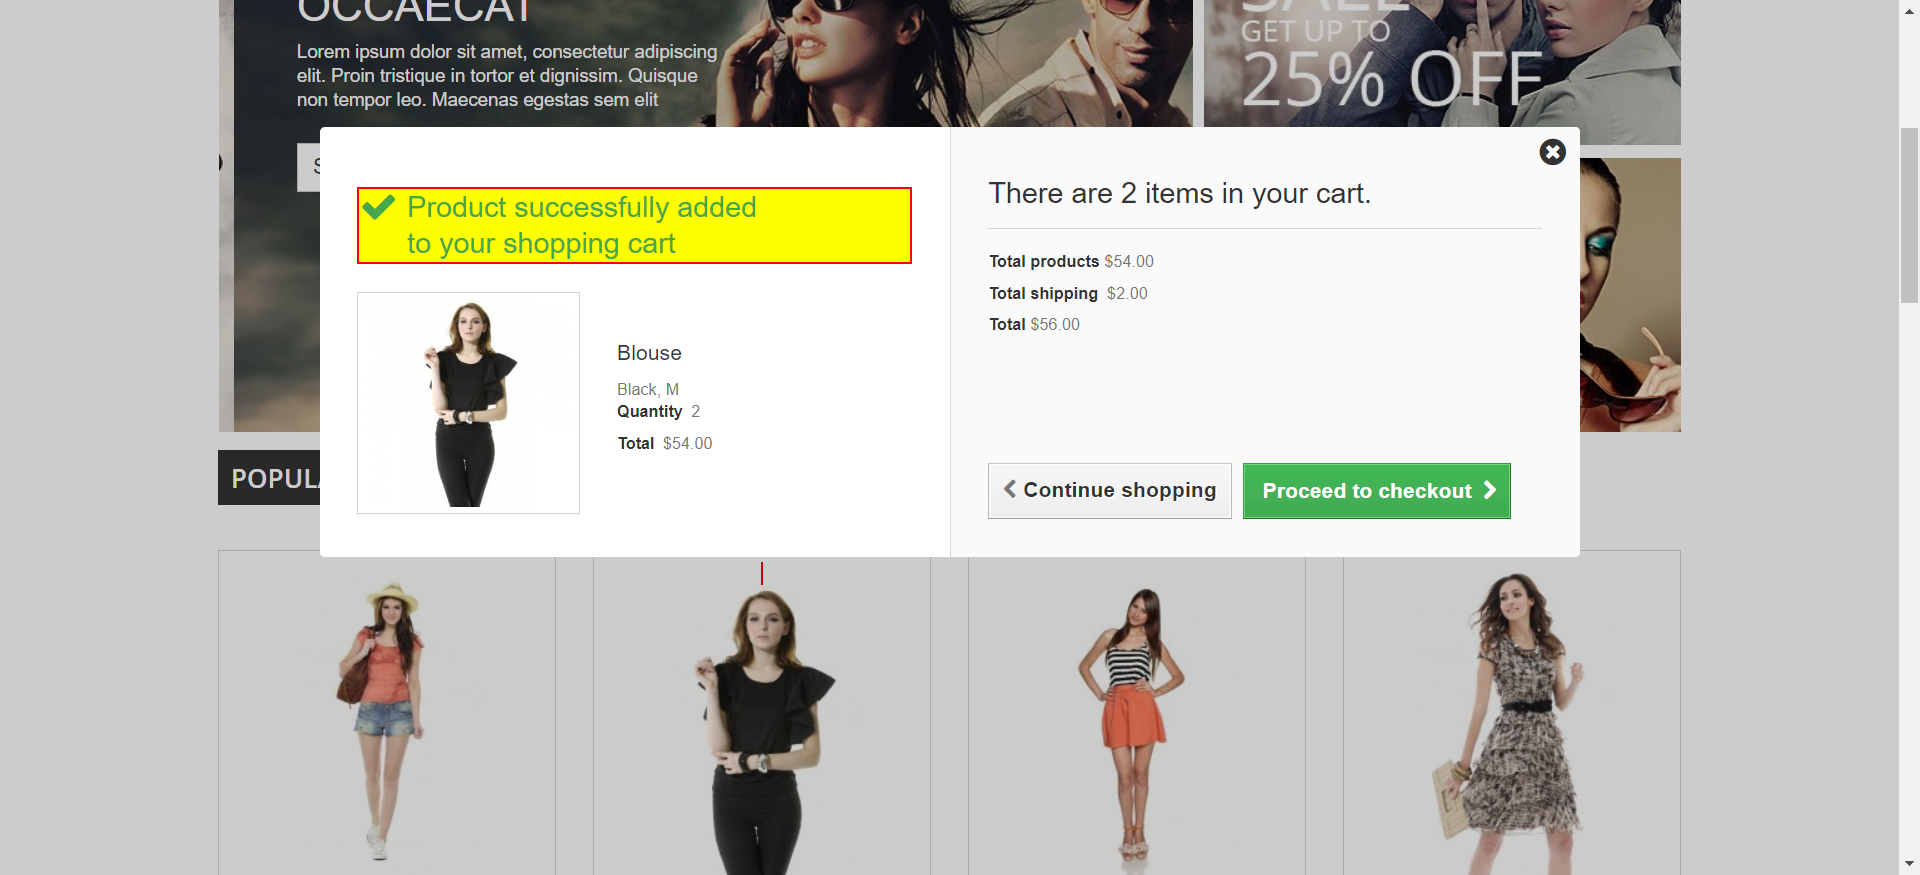 OCCAECAT
Lorem ipsum dolor sit amet, consectetur adipiscing
elit. Proin tristique in tortor et dignissim. Quisque
non tempor leo. Maecenas egestas sem elit
SALE
GET UP TO
25% OFF
Product successfully added
to your shopping cart
Blouse
Black, M
Quantity 2
Total $54.00
There are 2 items in your cart.
Total products $54.00
Total shipping $2.00
Total $56.00
Continue shopping
Proceed to checkout